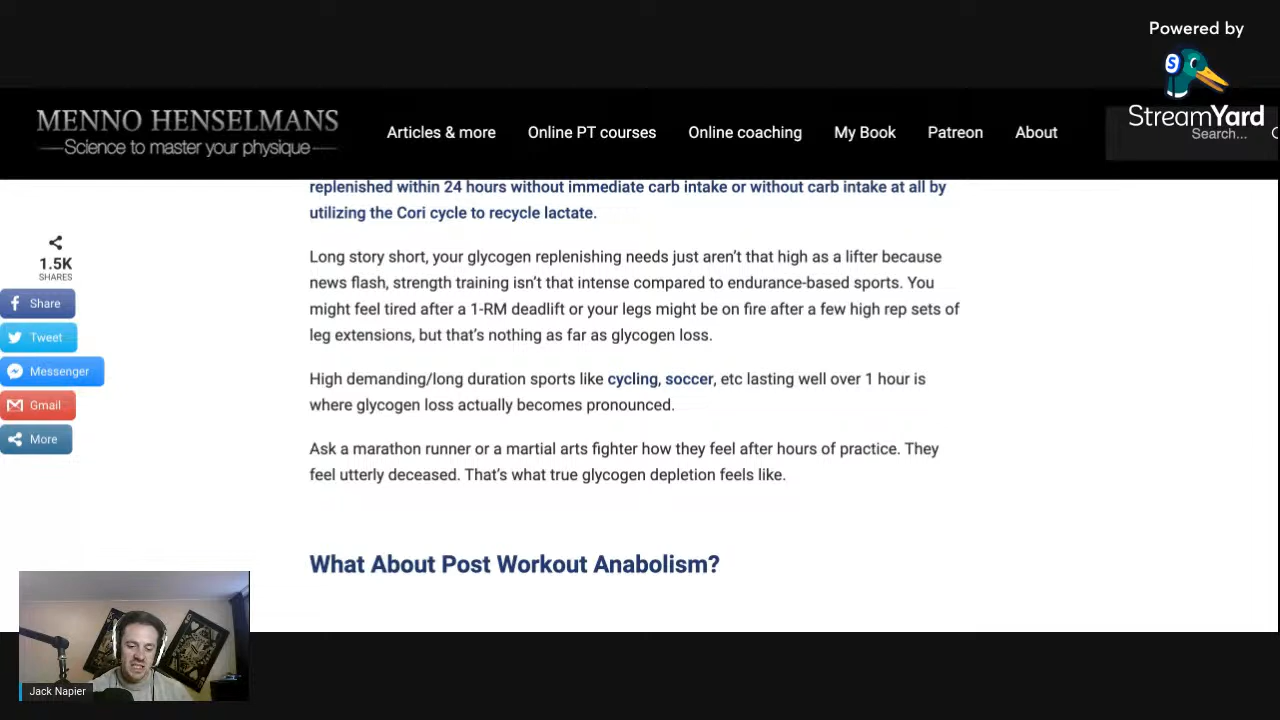 Powered by
StreamYard
MENNO HENSELMANS
Science to master your physique
Articles & more
Online PT courses
Online coaching
My Book
Patreon
About
Search...
replenished within 24 hours without immediate carb intake or without carb intake at all by
utilizing the Cori cycle to recycle lactate.
1.5K
SHARES
Share
Tweet
Messenger
Gmail
More
Long story short, your glycogen replenishing needs just aren’t that high as a lifter because
news flash, strength training isn’t that intense compared to endurance-based sports. You
might feel tired after a 1-RM deadlift or your legs might be on fire after a few high rep sets of
leg extensions, but that’s nothing as far as glycogen loss.
High demanding/long duration sports like cycling, soccer, etc lasting well over 1 hour is
where glycogen loss actually becomes pronounced.
Ask a marathon runner or a martial arts fighter how they feel after hours of practice. They
feel utterly deceased. That’s what true glycogen depletion feels like.
What About Post Workout Anabolism?
Jack Napier